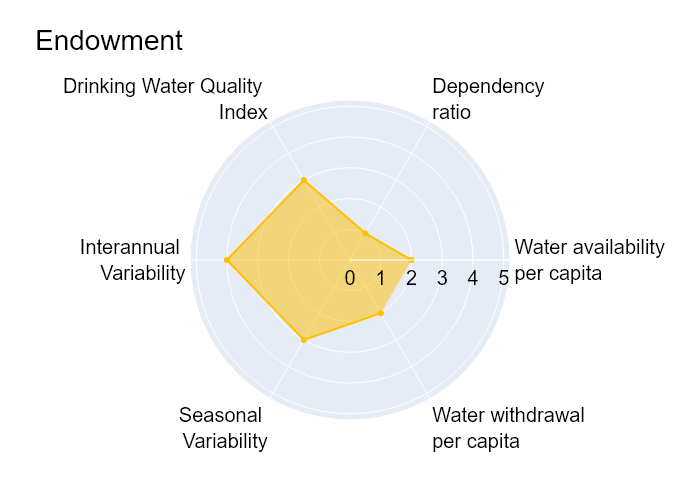 Endowment
Drinking Water Quality
Index
Dependency
ratio
Interannual
Variability
Water availability
per capita
0 1 2 3 4 5
Seasonal
Variability
Water withdrawal
per capita